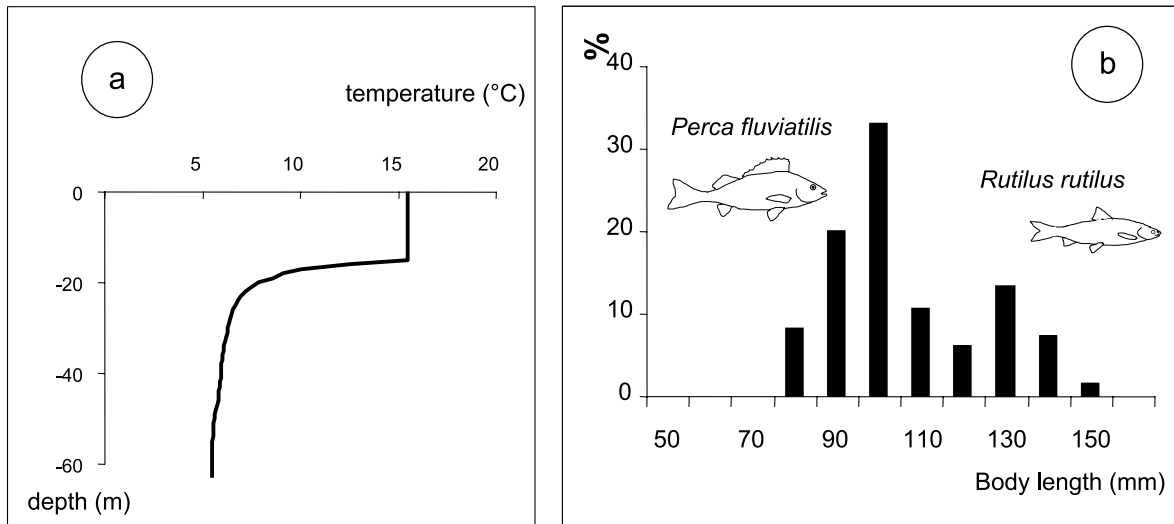 a
temperature (°C)
5 10 15 20
0
-20
-40
-60
depth (m)
b
%
40
30
20
10
0
Perca fluviatilis
Rutilus rutilus
50 70 90 110 130 150
Body length (mm)